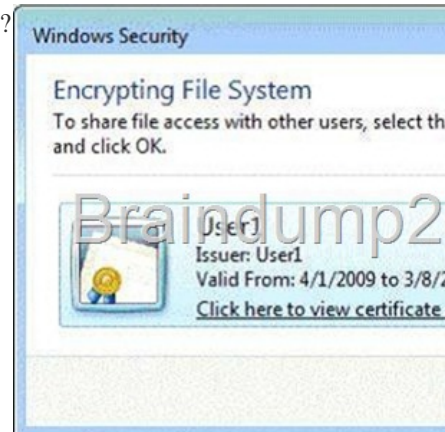 ?
Windows Security
Encrypting File System
To share file access with other users, select th
and click OK.
Braindump2
User1
Issuer: User1
Valid From: 4/1/2009 to 3/8/2
Click here to view certificate